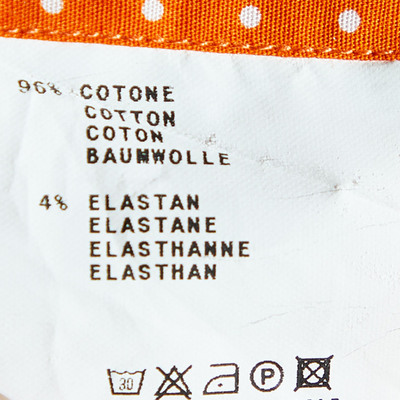 96% COTONE
COTTON
COTON
BAUMWOLLE
4% ELASTAN
ELASTANE
ELASTHANNE
ELASTHAN
30 P